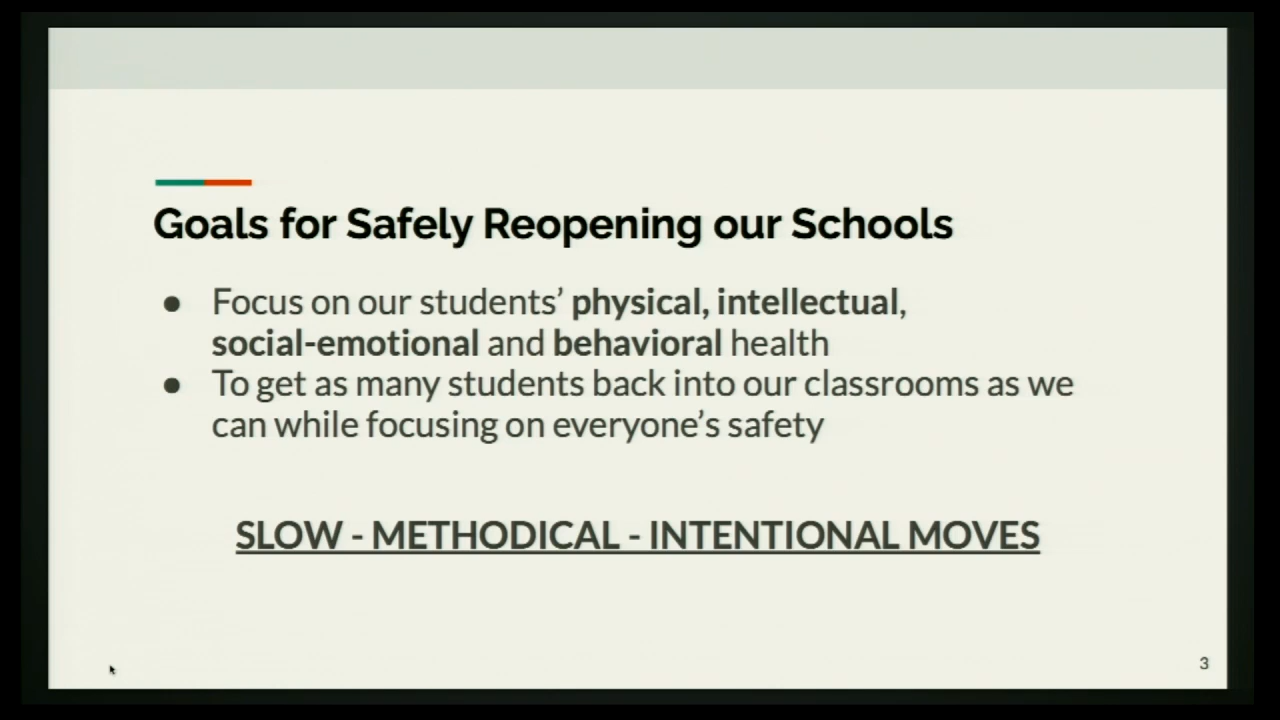 Goals for Safely Reopening our Schools
● Focus on our students’ physical, intellectual,
social-emotional and behavioral health
● To get as many students back into our classrooms as we
can while focusing on everyone’s safety
SLOW - METHODICAL - INTENTIONAL MOVES
3